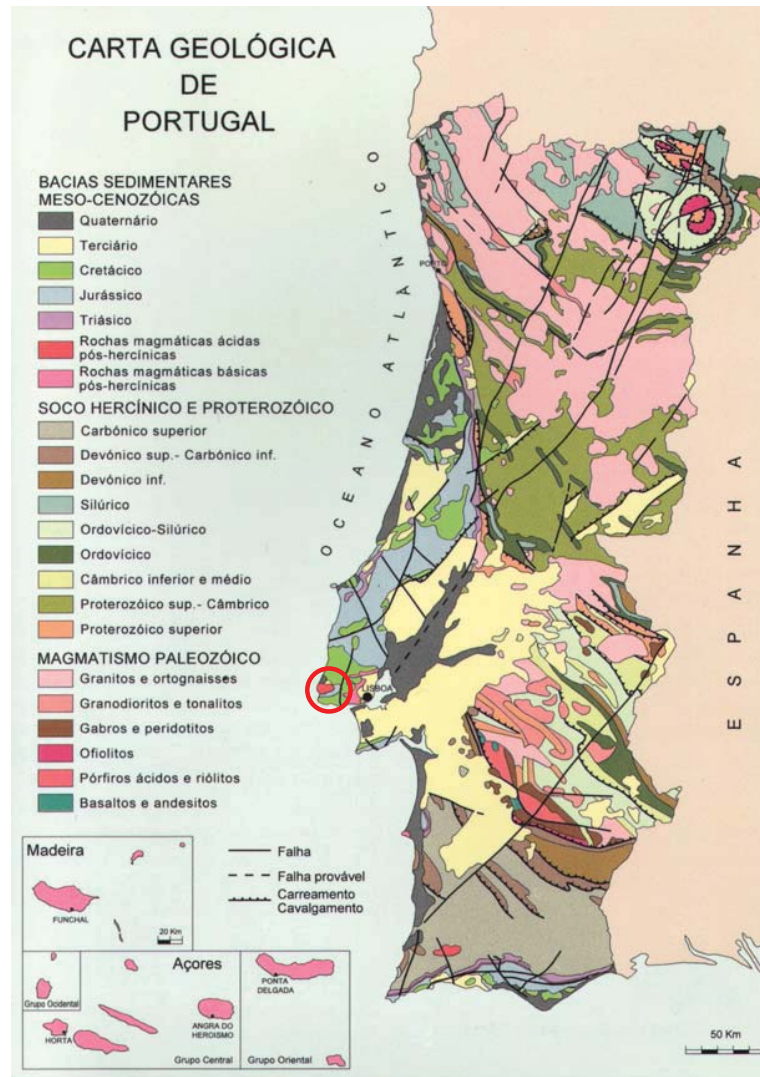 CARTA GEOLÓGICA
DE
PORTUGAL
BACIAS SEDIMENTARES
MESO-CENOZÓICAS
Quaternário
Terciário
Cretácico
Jurássico
Triásico
Rochas magmáticas ácidas
pós-hercínicas
Rochas magmáticas básicas
pós-hercínicas
SOCO HERCÍNICO E PROTEROZÓICO
Carbónico superior
Devónico sup.- Carbónico inf.
Devónico inf.
Silúrico
Ordovícico-Silúrico
Ordovícico
Câmbrico inferior e médio
Proterozóico sup.- Câmbrico
Proterozóico superior
MAGMATISMO PALEOZÓICO
Granitos e ortognaisses
Granodioritos e tonalitos
Gabros e peridotitos
Ofiolitos
Pórfiros ácidos e riólitos
Basaltos e andesitos
OCEANO ATLÂNTICO
PORTO
LISBOA
ESPANHA
Madeira
FUNCHAL
20 Km
Falha
Falha provável
Carreamento
Cavalgamento
Açores
Grupo Ocidental
HORTA
ANGRA DO
HEROISMO
Grupo Central
PONTA
DELGADA
Grupo Oriental
50 Km